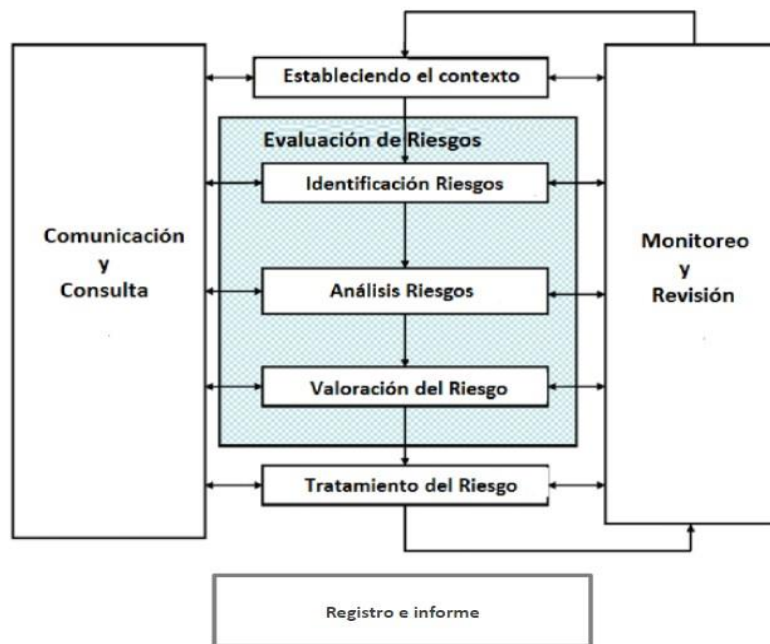 Estableciendo el contexto
Evaluación de Riesgos
Identificación Riesgos
Comunicación
y
Consulta
Monitoreo
y
Revisión
Análisis Riesgos
Valoración del Riesgo
Tratamiento del Riesgo
Registro e informe